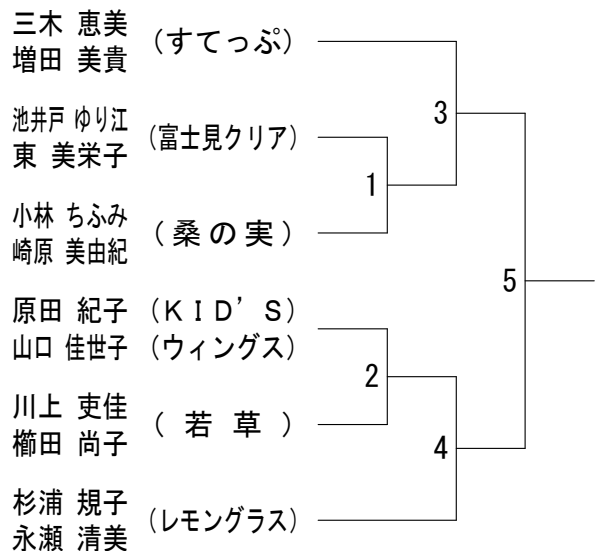 三木 恵美
増田 美貴
(すてっぷ)
池井戸 ゆり江
東 美栄子
(富士見クリア)
小林 ちふみ
崎原 美由紀
(桑の実)
原田 紀子 (KID'S)
山口 佳世子 (ウィングス)
川上 吏佳
櫛田 尚子
(若草)
杉浦 規子
永瀬 清美
(レモングラス)
3
1
5
2
4